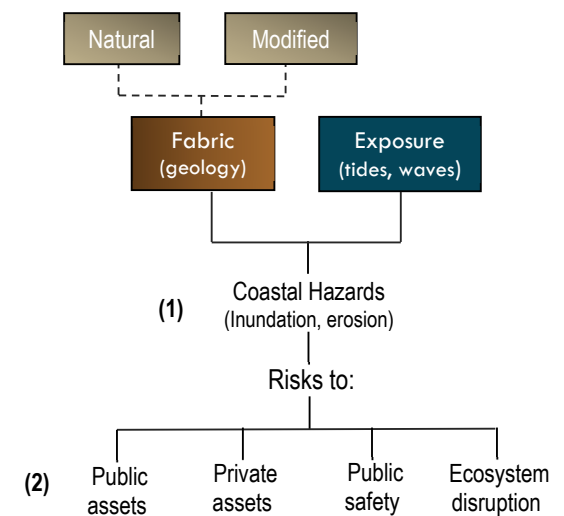 Natural
Modified
Fabric
(geology)
Exposure
(tides, waves)
(1)
Coastal Hazards
(Inundation, erosion)
Risks to:
(2)
Public
assets
Private
assets
Public
safety
Ecosystem
disruption